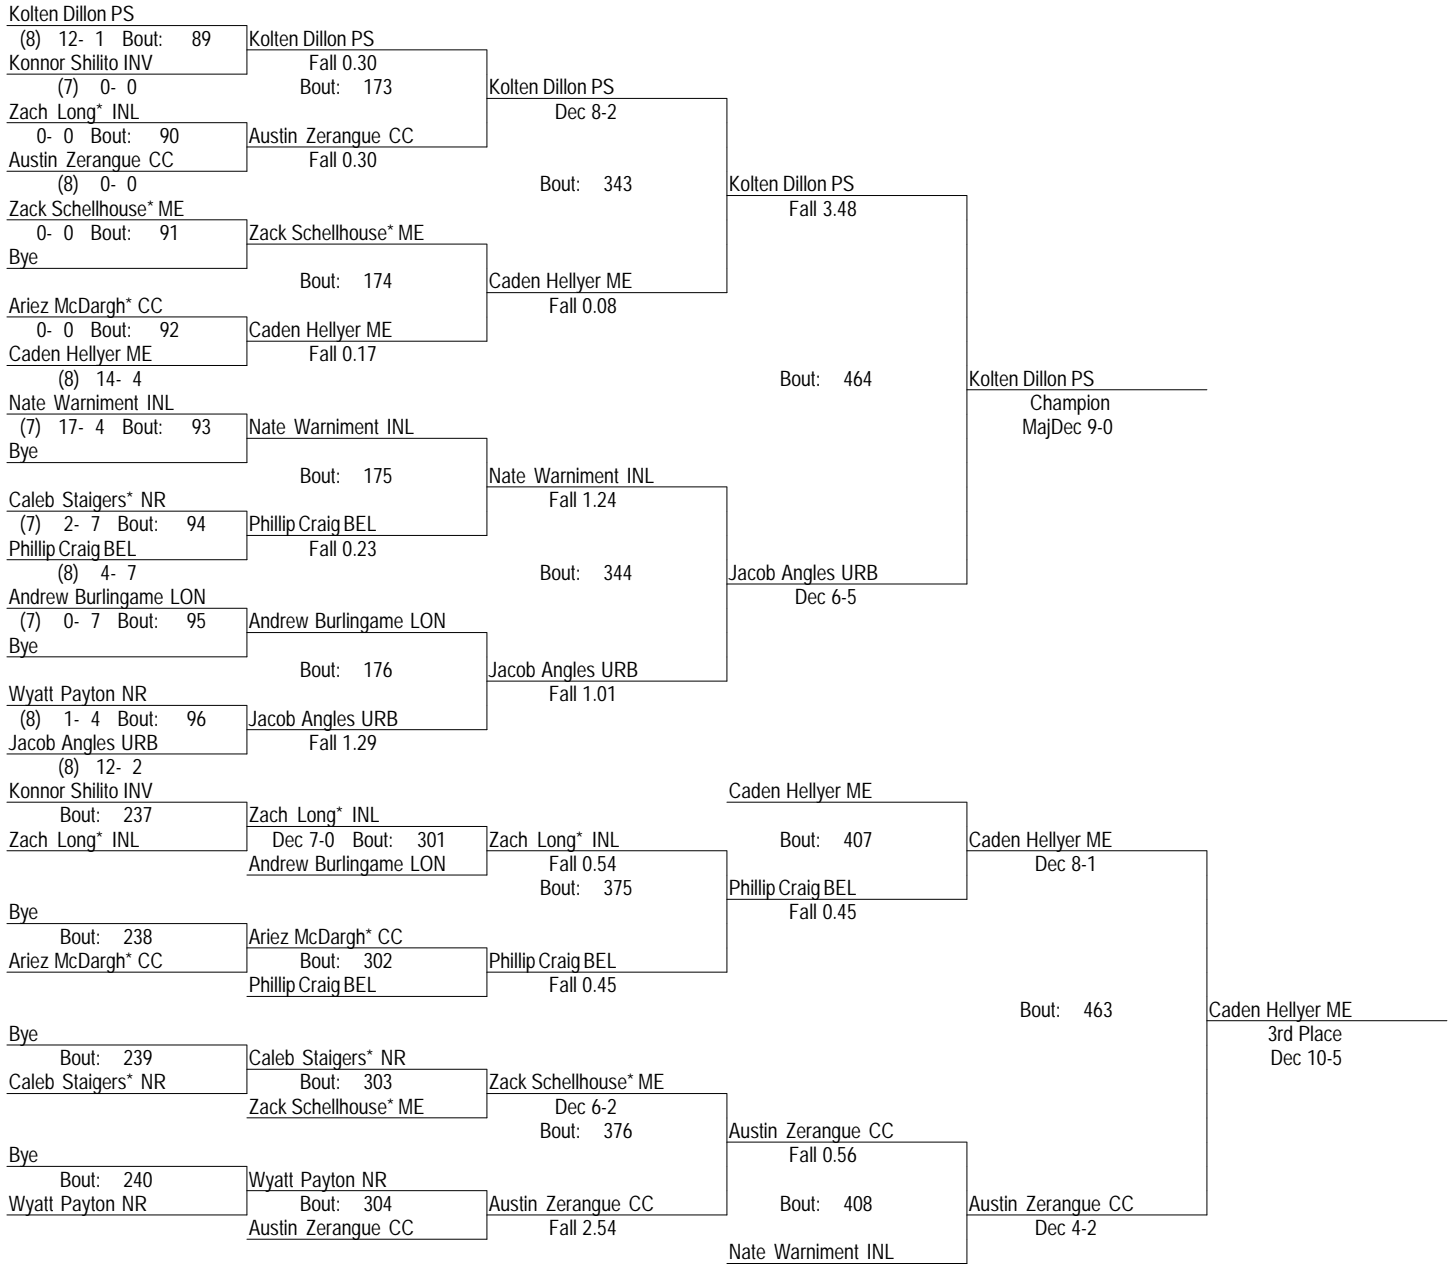 Kolten Dillon PS
(8) 12- 1 Bout: 89
Kolten Dillon PS
Konnor Shilito INV
Fall 0.30
(7) 0- 0
Bout: 173
Kolten Dillon PS
Zach Long* INL
Dec 8-2
0- 0 Bout: 90
Austin Zerangue CC
Austin Zerangue CC
Fall 0.30
(8) 0- 0
Bout: 343
Kolten Dillon PS
Zack Schellhouse* ME
Fall 3.48
0- 0 Bout: 91
Zack Schellhouse* ME
Bye
Bout: 174
Caden Hellyer ME
Ariez McDargh* CC
Fall 0.08
0- 0 Bout: 92
Caden Hellyer ME
Caden Hellyer ME
Fall 0.17
(8) 14- 4
Bout: 464
Kolten Dillon PS
Nate Warniment INL
Champion
(7) 17- 4 Bout: 93
Nate Warniment INL
MajDec 9-0
Bye
Bout: 175
Nate Warniment INL
Caleb Staigers* NR
Fall 1.24
(7) 2- 7 Bout: 94
Phillip Craig BEL
Phillip Craig BEL
Fall 0.23
(8) 4- 7
Bout: 344
Jacob Angles URB
Andrew Burlingame LON
Dec 6-5
(7) 0- 7 Bout: 95
Andrew Burlingame LON
Bye
Bout: 176
Jacob Angles URB
Wyatt Payton NR
Fall 1.01
(8) 1- 4 Bout: 96
Jacob Angles URB
Jacob Angles URB
Fall 1.29
(8) 12- 2
Konnor Shilito INV
Caden Hellyer ME
Bout: 237
Zach Long* INL
Zach Long* INL
Dec 7-0 Bout: 301
Zach Long* INL
Bout: 407
Caden Hellyer ME
Andrew Burlingame LON
Fall 0.54
Dec 8-1
Bout: 375
Phillip Craig BEL
Bye
Fall 0.45
Bout: 238
Ariez McDargh* CC
Ariez McDargh* CC
Bout: 302
Phillip Craig BEL
Phillip Craig BEL
Fall 0.45
Bout: 463
Caden Hellyer ME
Bye
3rd Place
Bout: 239
Caleb Staigers* NR
Dec 10-5
Caleb Staigers* NR
Bout: 303
Zack Schellhouse* ME
Zack Schellhouse* ME
Dec 6-2
Bout: 376
Austin Zerangue CC
Bye
Fall 0.56
Bout: 240
Wyatt Payton NR
Wyatt Payton NR
Bout: 304
Austin Zerangue CC
Bout: 408
Austin Zerangue CC
Austin Zerangue CC
Fall 2.54
Dec 4-2
Nate Warniment INL